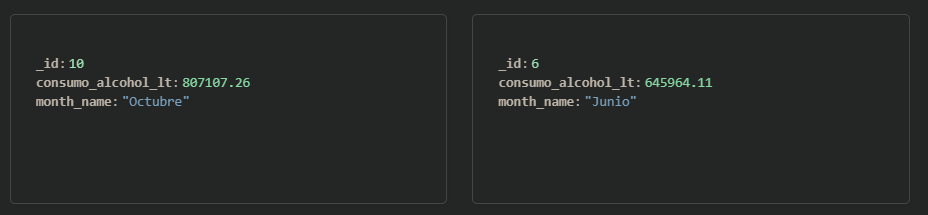 _id: 10
consumo_alcohol_lt: 807107.26
month_name: "Octubre"
_id: 6
consumo_alcohol_lt: 645964.11
month_name: "Junio"